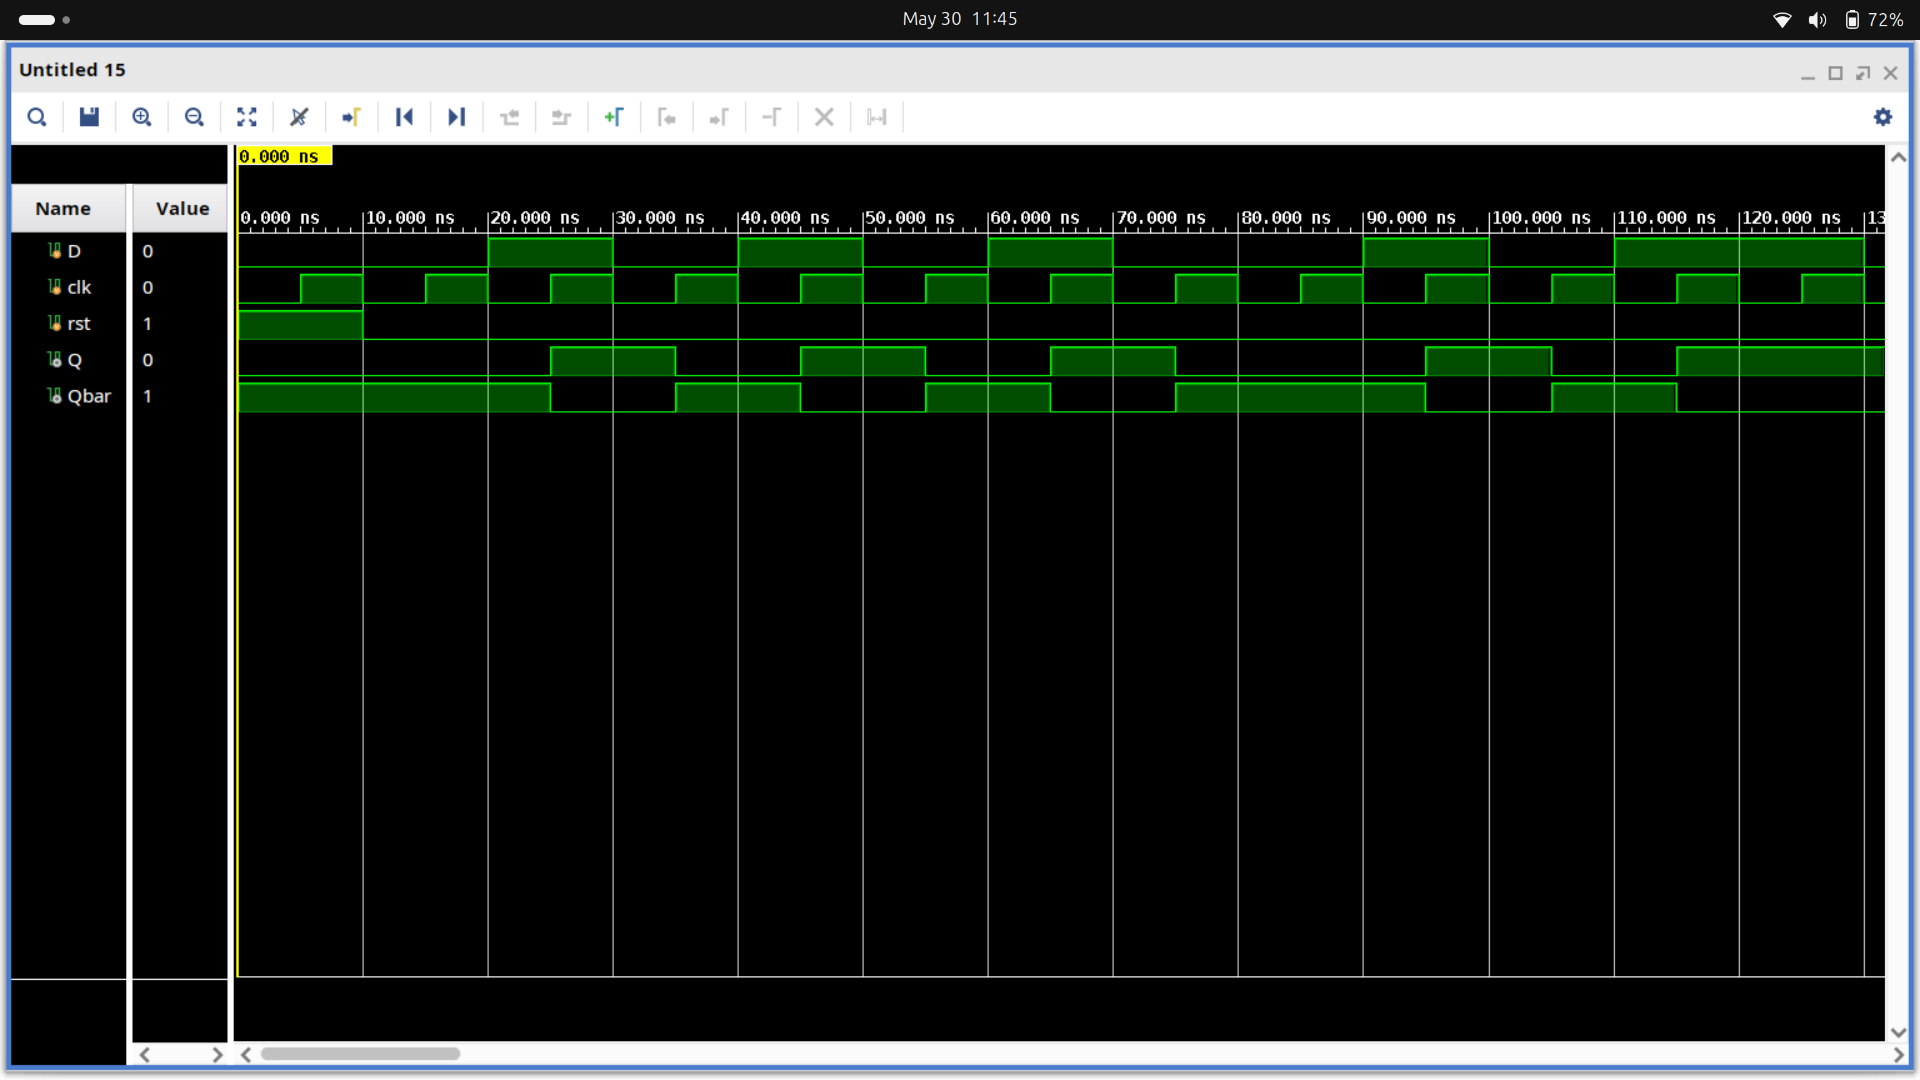 May 30 11:45
72%
Untitled 15
0.000 ns
Name Value
0.000 ns 10.000 ns 20.000 ns 30.000 ns 40.000 ns 50.000 ns 60.000 ns 70.000 ns 80.000 ns 90.000 ns 100.000 ns 110.000 ns 120.000 ns 13
D 0
clk 0
rst 1
Q 0
Qbar 1